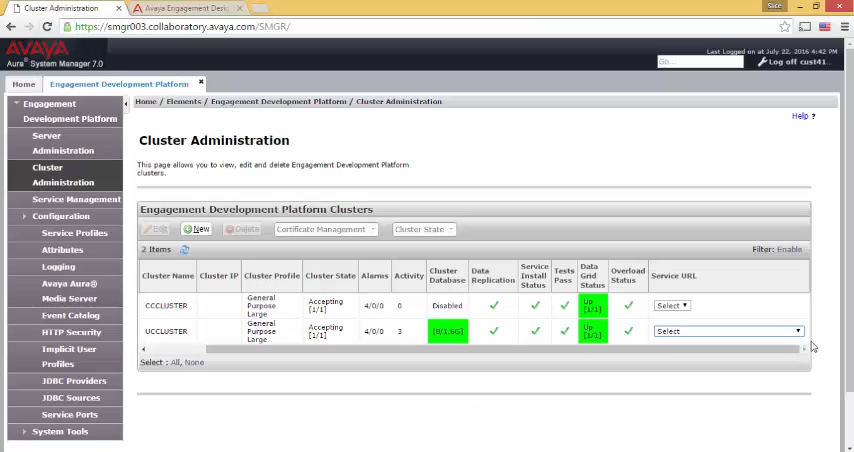 Cluster Administration
Avaya Engagement Desig
Slice
https://smgr003.collaboratory.avaya.com/SMGR/
AVAYA
Aura® System Manager 7.0
Last Logged on at July 22, 2016 4:42 PM
Go...
Log off cust41...
Home
Engagement Development Platform
Engagement
Development Platform
Server
Administration
Cluster
Administration
Service Management
Configuration
Service Profiles
Attributes
Logging
Avaya Aura®
Media Server
Event Catalog
HTTP Security
Implicit User
Profiles
JDBC Providers
JDBC Sources
Service Ports
System Tools
Home / Elements / Engagement Development Platform / Cluster Administration
Help ?
Cluster Administration
This page allows you to view, edit and delete Engagement Development Platform
clusters.
Engagement Development Platform Clusters
Edit New Delete Certificate Management Cluster State
2 Items
Filter: Enable
Cluster Name Cluster IP Cluster Profile Cluster State Alarms Activity Cluster Database Data Replication Service Install Status Tests Pass Data Grid Status Overload Status Service URL
CCCLUSTER General Purpose Large Accepting [1/1] 4/0/0 0 Disabled Up [1/1] Select
UCCLUSTER General Purpose Large Accepting [1/1] 4/0/0 3 [8/1.6G] Up [1/1] Select
Select : All, None